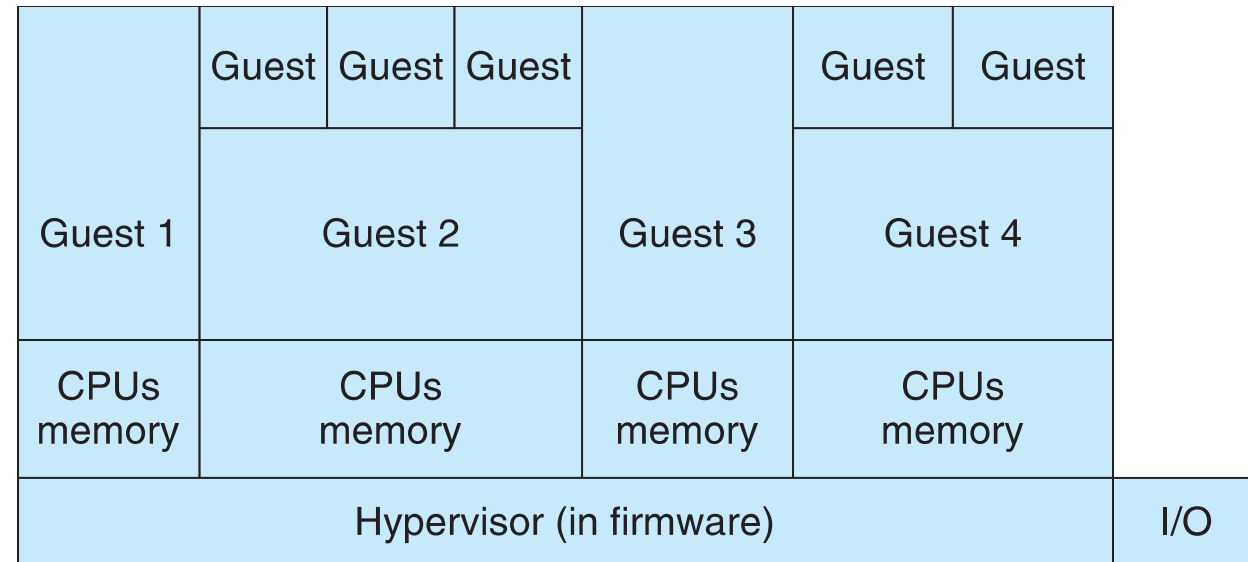 Guest Guest Guest Guest Guest
Guest 1 Guest 2 Guest 3 Guest 4
CPUs CPUs CPUs CPUs
memory memory memory memory
Hypervisor (in firmware) I/O